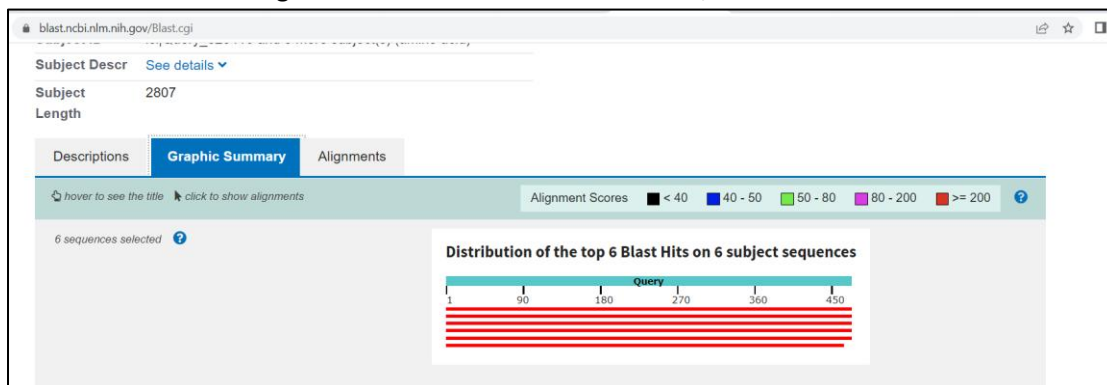 blast.ncbi.nlm.nih.gov/Blast.cgi
Subject Descr See details
Subject 2807
Length
Descriptions Graphic Summary Alignments
hover to see the title click to show alignments Alignment Scores < 40 40 - 50 50 - 80 80 - 200 >= 200 ?
6 sequences selected ?
Distribution of the top 6 Blast Hits on 6 subject sequences
Query
1 90 180 270 360 450